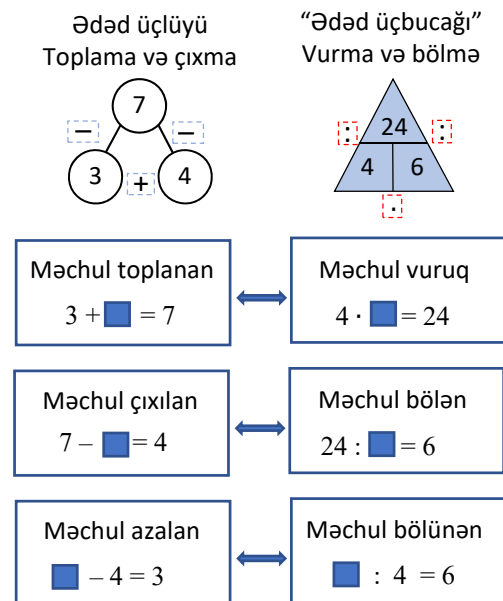 Ədəd üçlüyü
Toplama və çıxma
7
– –
3 + 4
“Ədəd üçbucağı”
Vurma və bölmə
: 24 :
4 6
·
Məchul toplanan
3 + ■ = 7
Məchul vuruq
4 · ■ = 24
Məchul çıxılan
7 – ■ = 4
Məchul bölən
24 : ■ = 6
Məchul azalan
■ – 4 = 3
Məchul bölünən
■ : 4 = 6